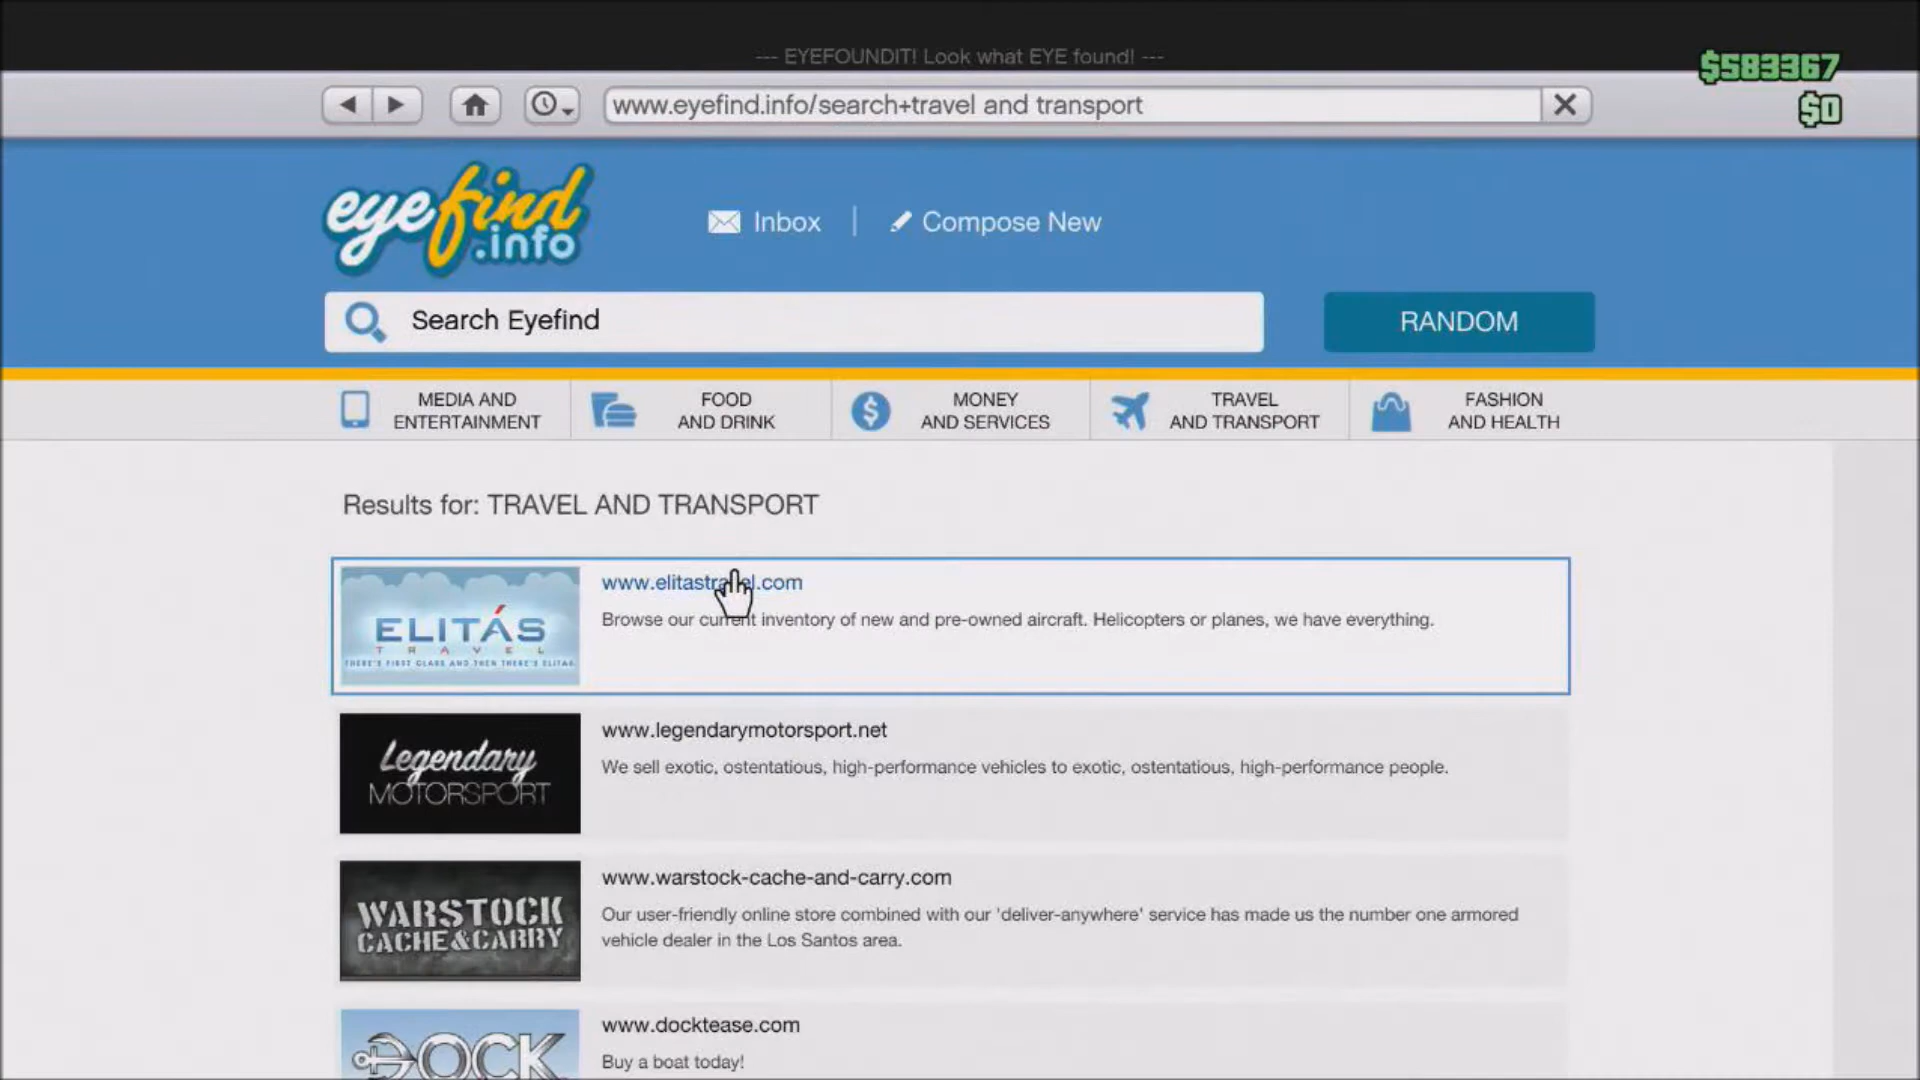 --- EYEFOUNDIT! Look what EYE found! ---
$583367
$0
www.eyefind.info/search+travel and transport
eyefind
.info
Inbox
Compose New
Search Eyefind
RANDOM
MEDIA AND
ENTERTAINMENT
FOOD
AND DRINK
MONEY
AND SERVICES
TRAVEL
AND TRANSPORT
FASHION
AND HEALTH
Results for: TRAVEL AND TRANSPORT
ELITÁS
TRAVEL
THERE'S FIRST CLASS AND THEN THERE'S ELITAS
www.elitastravel.com
Browse our current inventory of new and pre-owned aircraft. Helicopters or planes, we have everything.
Legendary
MOTORSPORT
www.legendarymotorsport.net
We sell exotic, ostentatious, high-performance vehicles to exotic, ostentatious, high-performance people.
WARSTOCK
CACHE&CARRY
www.warstock-cache-and-carry.com
Our user-friendly online store combined with our 'deliver-anywhere' service has made us the number one armored
vehicle dealer in the Los Santos area.
DOCK
www.docktease.com
Buy a boat today!